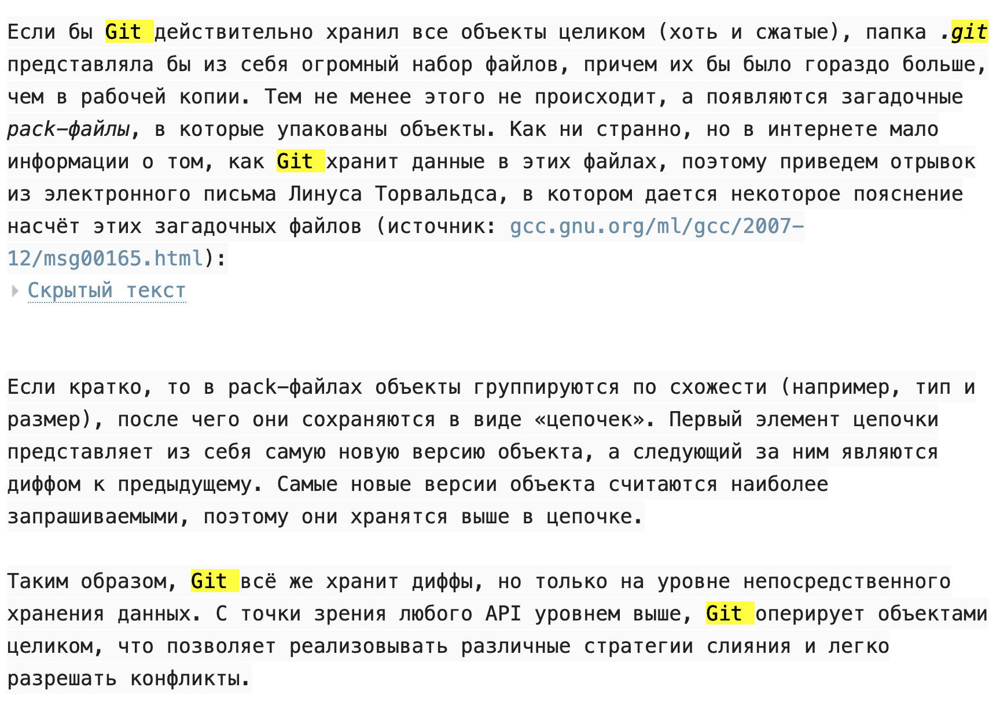 Если бы Git действительно хранил все объекты целиком (хоть и сжатые), папка .git
представляла бы из себя огромный набор файлов, причем их бы было гораздо больше,
чем в рабочей копии. Тем не менее этого не происходит, а появляются загадочные
pack–файлы, в которые упакованы объекты. Как ни странно, но в интернете мало
информации о том, как Git хранит данные в этих файлах, поэтому приведем отрывок
из электронного письма Линуса Торвальдса, в котором дается некоторое пояснение
насчёт этих загадочных файлов (источник: gcc.gnu.org/ml/gcc/2007–
12/msg00165.html):
Скрытый текст
Если кратко, то в pack–файлах объекты группируются по схожести (например, тип и
размер), после чего они сохраняются в виде «цепочек». Первый элемент цепочки
представляет из себя самую новую версию объекта, а следующий за ним являются
диффом к предыдущему. Самые новые версии объекта считаются наиболее
запрашиваемыми, поэтому они хранятся выше в цепочке.
Таким образом, Git всё же хранит диффы, но только на уровне непосредственного
хранения данных. С точки зрения любого API уровнем выше, Git оперирует объектами
целиком, что позволяет реализовывать различные стратегии слияния и легко
разрешать конфликты.